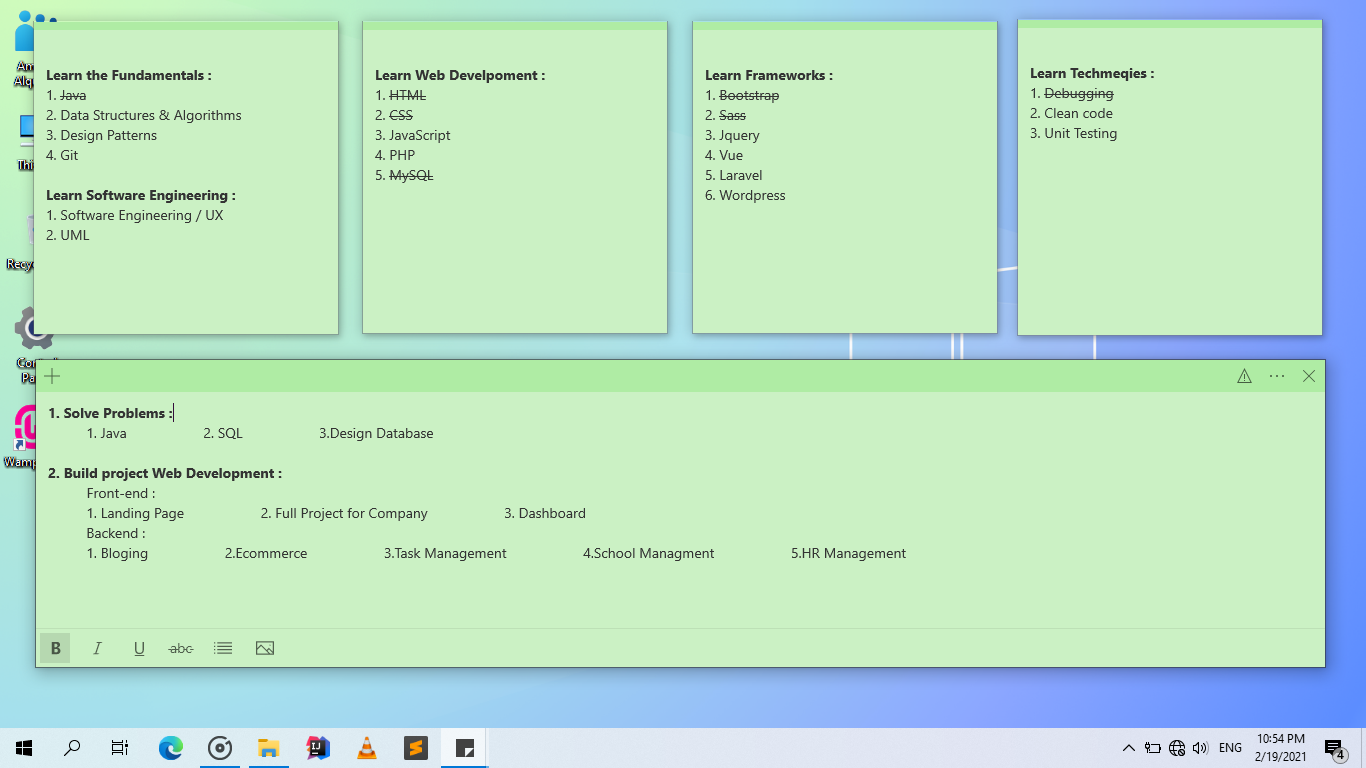 Learn the Fundamentals :
1. Java
2. Data Structures & Algorithms
3. Design Patterns
4. Git
Learn Software Engineering :
1. Software Engineering / UX
2. UML
Learn Web Develpoment :
1. HTML
2. CSS
3. JavaScript
4. PHP
5. MySQL
Learn Frameworks :
1. Bootstrap
2. Sass
3. Jquery
4. Vue
5. Laravel
6. Wordpress
Learn Techmeqies :
1. Debugging
2. Clean code
3. Unit Testing
1. Solve Problems :
1. Java 2. SQL 3.Design Database
2. Build project Web Development :
Front-end :
1. Landing Page 2. Full Project for Company 3. Dashboard
Backend :
1. Bloging 2.Ecommerce 3.Task Management 4.School Managment 5.HR Management
B I U abc
ENG
10:54 PM
2/19/2021
4